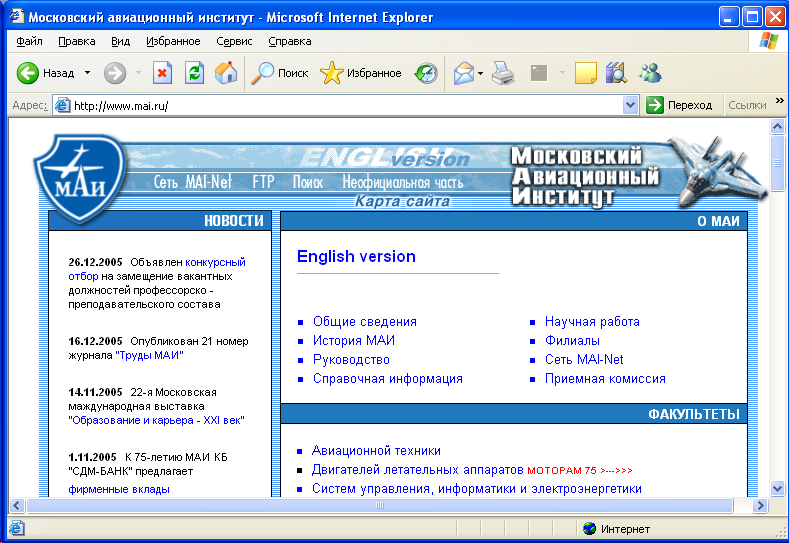 Московский авиационный институт - Microsoft Internet Explorer
Файл Правка Вид Избранное Сервис Справка
Назад Поиск Избранное
Адрес: http://www.mai.ru/ Переход Ссылки »
ENGLISH version
МАИ
Сеть MAI-Net FTP Поиск Неофициальная часть
Карта сайта
Московский
Авиационный
Институт
НОВОСТИ
26.12.2005 Объявлен конкурсный
отбор на замещение вакантных
должностей профессорско -
преподавательского состава
16.12.2005 Опубликован 21 номер
журнала "Труды МАИ"
14.11.2005 22-я Московская
международная выставка
"Образование и карьера - XXI век"
1.11.2005 К 75-летию МАИ КБ
"СДМ-БАНК" предлагает
фирменные вклады
О МАИ
English version
Общие сведения
История МАИ
Руководство
Справочная информация
Научная работа
Филиалы
Сеть MAI-Net
Приемная комиссия
ФАКУЛЬТЕТЫ
Авиационной техники
Двигателей летательных аппаратов МОТОРАМ 75 >--->>>
Систем управления, информатики и электроэнергетики
Интернет